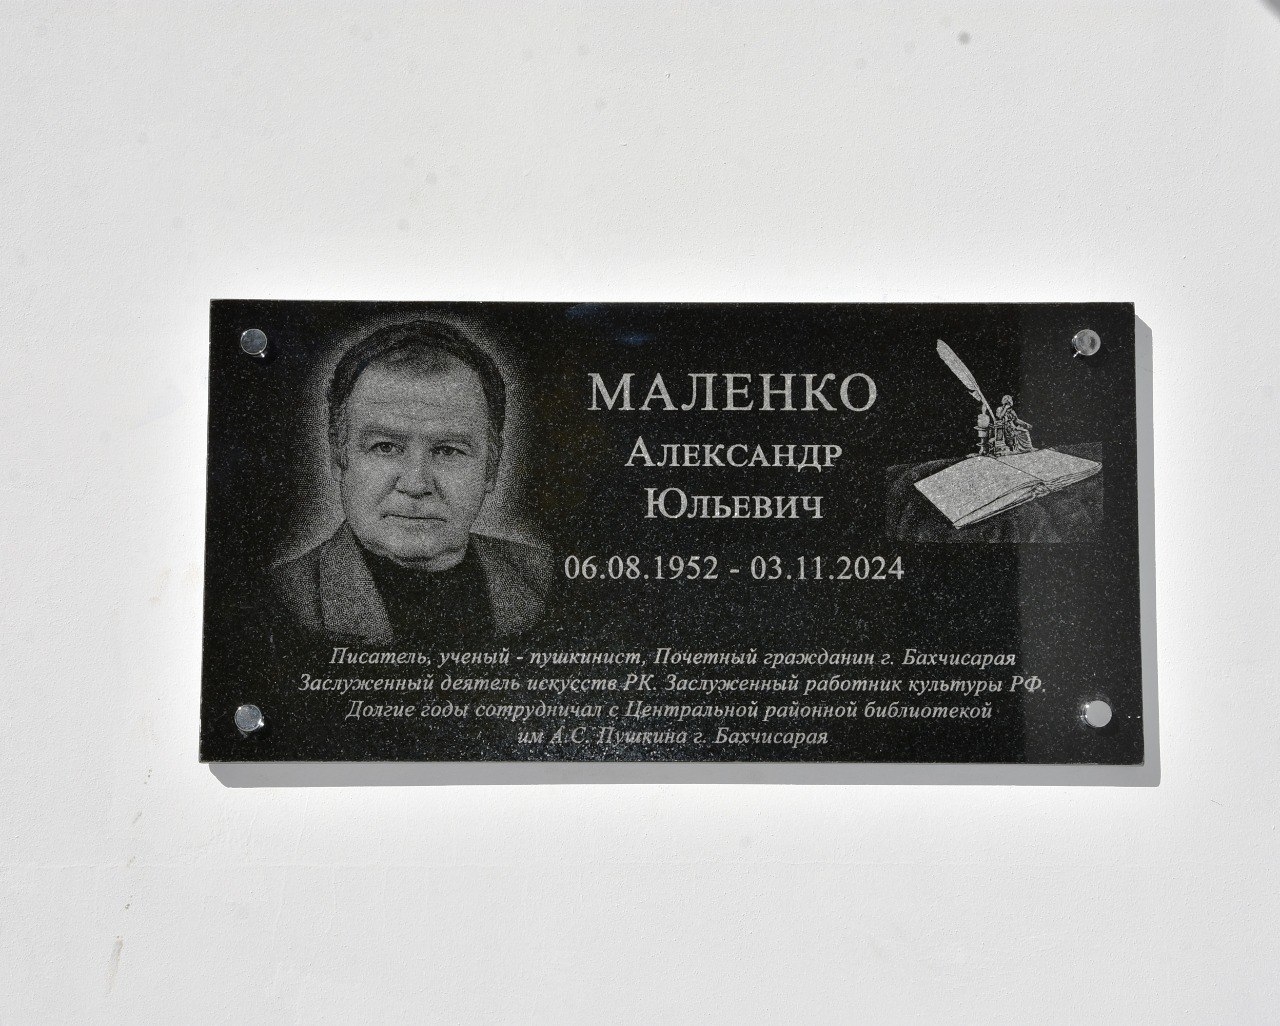 МАЛЕНКО
АЛЕКСАНДР
ЮЛЬЕВИЧ
06.08.1952 - 03.11.2024
Писатель, ученый - пушкинист, Почетный гражданин г. Бахчисарая
Заслуженный деятель искусств РК. Заслуженный работник культуры РФ.
Долгие годы сотрудничал с Центральной районной библиотекой
им А.С. Пушкина г. Бахчисарая